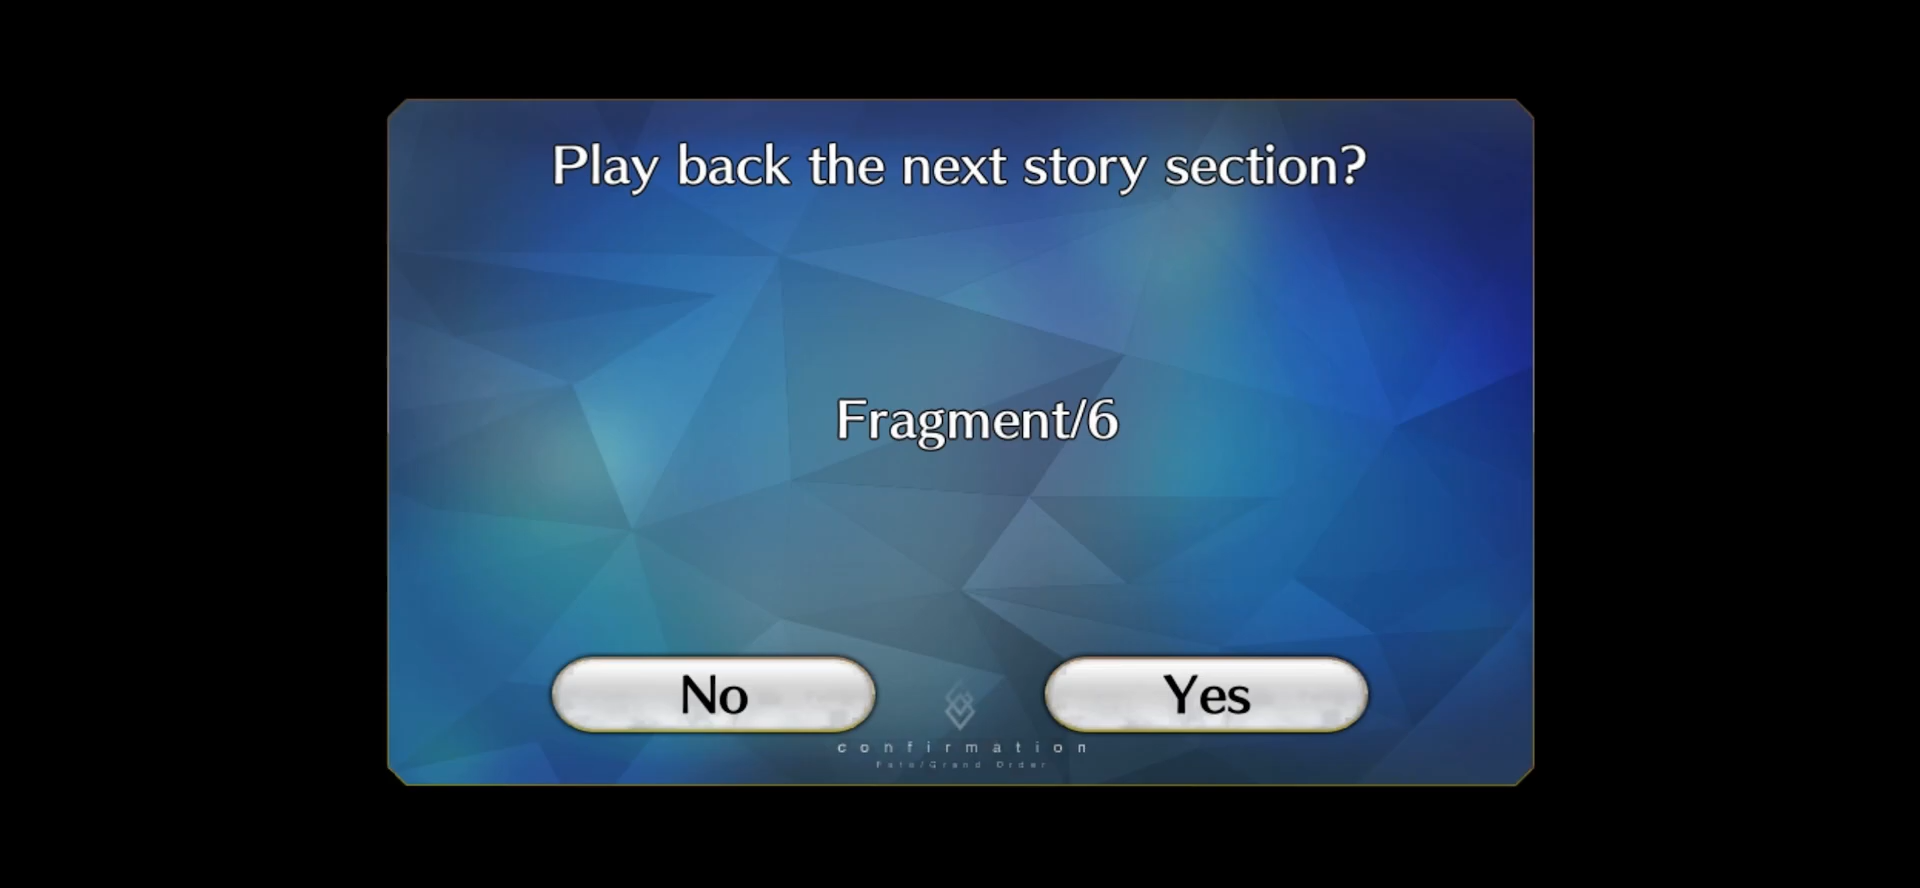 Play back the next story section?
Fragment/6
No
Yes
confirmation
Fate/Grand Order